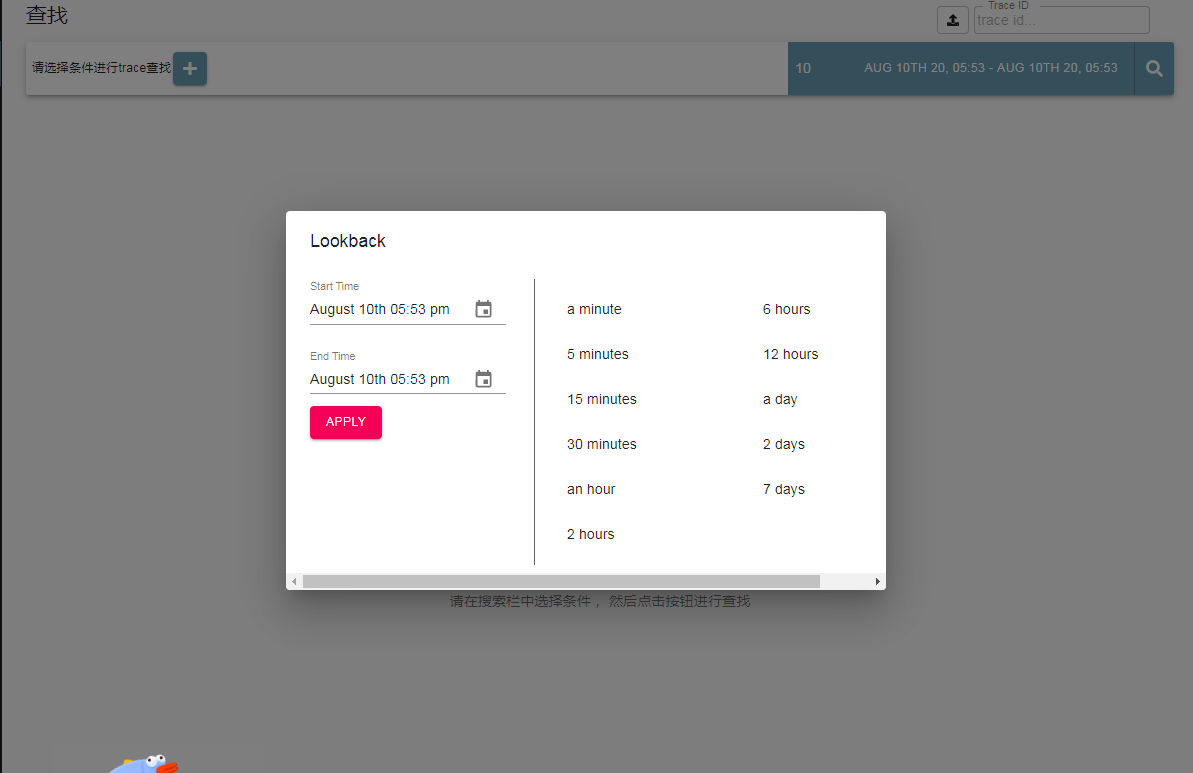 查找
Trace ID
trace id...
请选择条件进行trace查找
10
AUG 10TH 20, 05:53 - AUG 10TH 20, 05:53
Lookback
Start Time
August 10th 05:53 pm
End Time
August 10th 05:53 pm
APPLY
a minute
5 minutes
15 minutes
30 minutes
an hour
2 hours
6 hours
12 hours
a day
2 days
7 days
请在搜索栏中选择条件 ，然后点击按钮进行查找